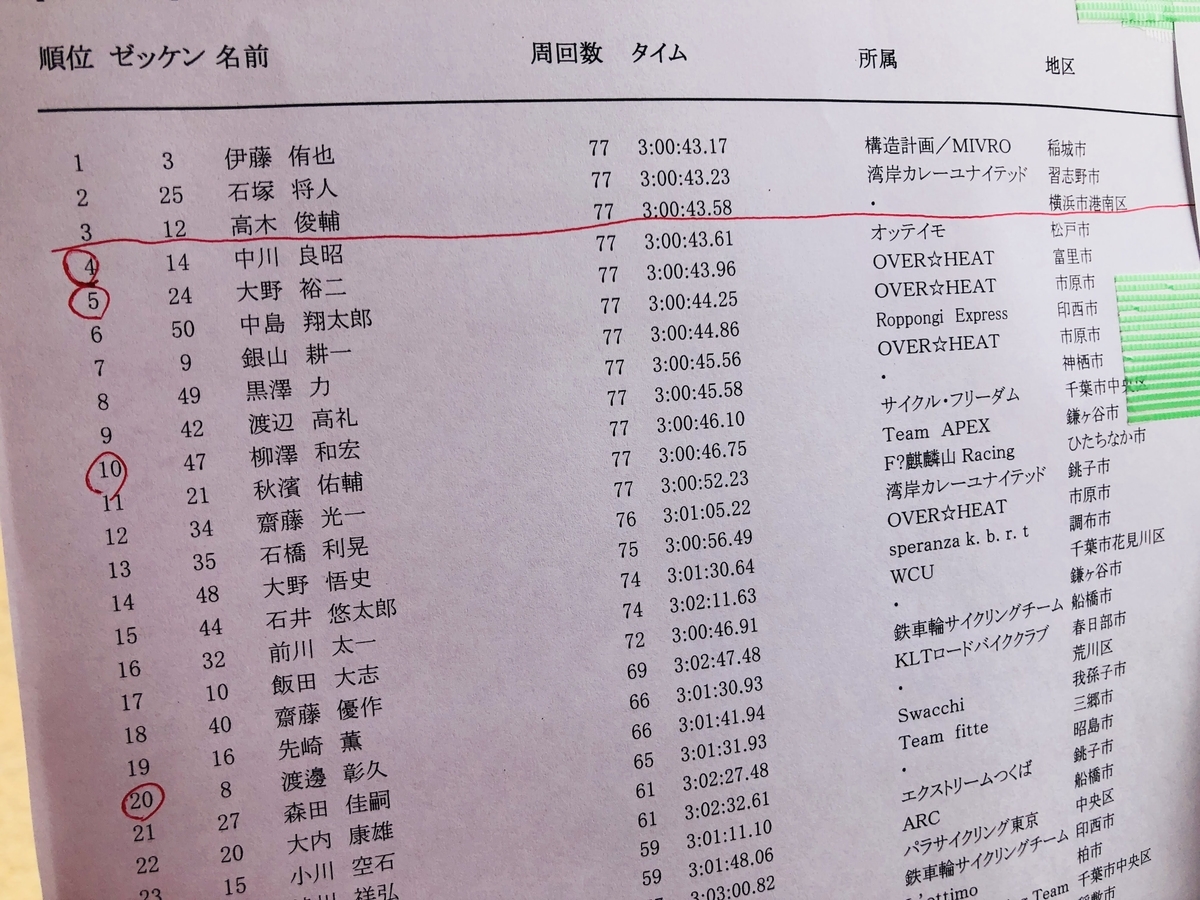 順位 ゼッケン 名前 周回数 タイム 所属 地区
1 3 伊藤 侑也 77 3:00:43.17 構造計画／MIVRO 稲城市
2 25 石塚 将人 77 3:00:43.23 湾岸カレーユナイテッド 習志野市
3 12 高木 俊輔 77 3:00:43.58 ・ 横浜市港南区
4 14 中川 良昭 77 3:00:43.61 オッテイモ 松戸市
5 24 大野 裕二 77 3:00:43.96 OVER☆HEAT 富里市
6 50 中島 翔太郎 77 3:00:44.25 OVER☆HEAT 市原市
7 9 銀山 耕一 77 3:00:44.86 Roppongi Express 印西市
8 49 黒澤 力 77 3:00:45.56 OVER☆HEAT 市原市
9 42 渡辺 高礼 77 3:00:45.58 ・ 神栖市
10 47 柳澤 和宏 77 3:00:46.10 サイクル・フリーダム 千葉市中央区
11 21 秋濱 佑輔 77 3:00:46.75 Team APEX 鎌ヶ谷市
12 34 齋藤 光一 77 3:00:52.23 F?麒麟山 Racing ひたちなか市
13 35 石橋 利晃 76 3:01:05.22 湾岸カレーユナイテッド 銚子市
14 48 大野 悟史 75 3:00:56.49 OVER☆HEAT 市原市
15 44 石井 悠太郎 74 3:01:30.64 speranza k. b. r. t 調布市
16 32 前川 太一 74 3:02:11.63 WCU 千葉市花見川区
17 10 飯田 大志 72 3:00:46.91 ・ 鎌ヶ谷市
18 40 齋藤 優作 69 3:02:47.48 鉄車輪サイクリングチーム 船橋市
19 16 先崎 薫 66 3:01:30.93 KLTロードバイククラブ 春日部市
20 8 渡邊 彰久 66 3:01:41.94 ・ 荒川区
21 27 森田 佳嗣 65 3:01:31.93 Swacchi 我孫子市
22 20 大内 康雄 61 3:02:27.48 Team fitte 三郷市
23 15 小川 空石 61 3:02:32.61 ・ 昭島市
祥弘 59 3:01:11.10 エクストリームつくば 銚子市
59 3:01:48.06 ARC 船橋市
3:03:00.82 パラサイクリング東京 中央区
鉄車輪サイクリングチーム 印西市
柏市
Team 千葉市中央区